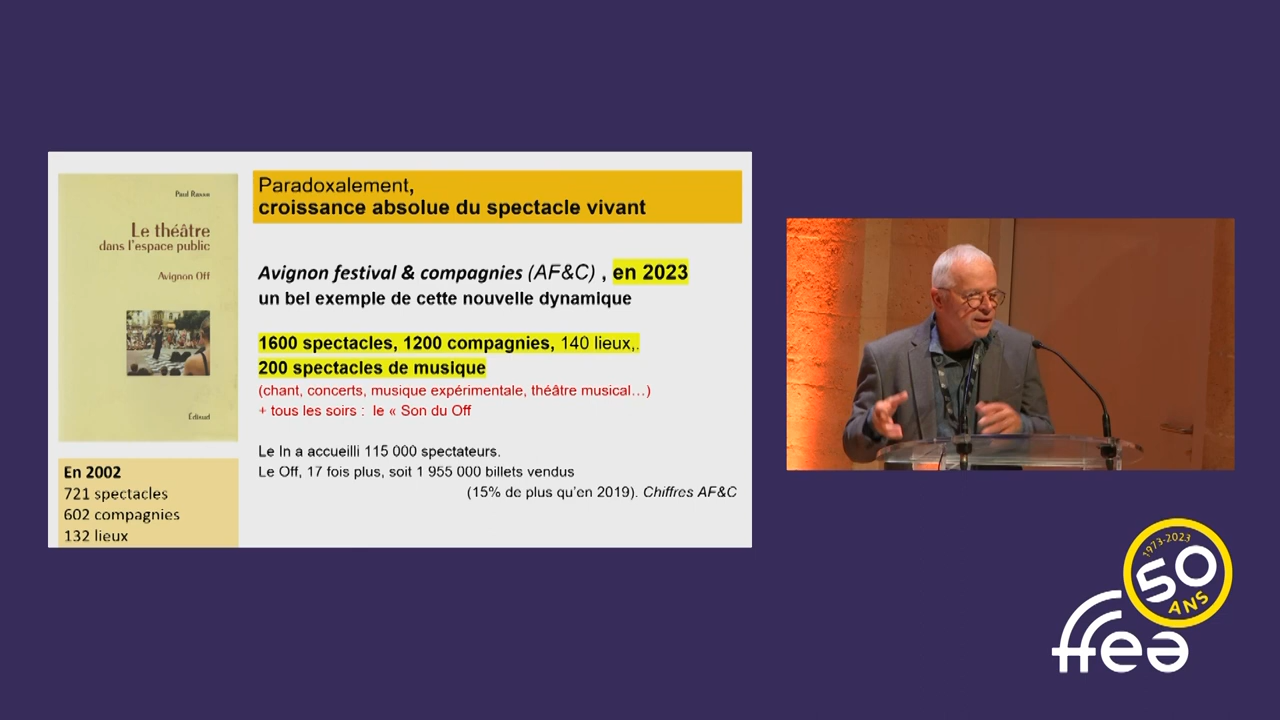 Paul Rasse
Le théâtre
dans l'espace public
Avignon Off
Édisud
En 2002
721 spectacles
602 compagnies
132 lieux
Paradoxalement,
croissance absolue du spectacle vivant
Avignon festival & compagnies (AF&C) , en 2023
un bel exemple de cette nouvelle dynamique
1600 spectacles, 1200 compagnies, 140 lieux,.
200 spectacles de musique
(chant, concerts, musique expérimentale, théâtre musical…)
+ tous les soirs : le « Son du Off
Le In a accueilli 115 000 spectateurs.
Le Off, 17 fois plus, soit 1 955 000 billets vendus
(15% de plus qu'en 2019). Chiffres AF&C
1973-2023
50
ANS
ffea